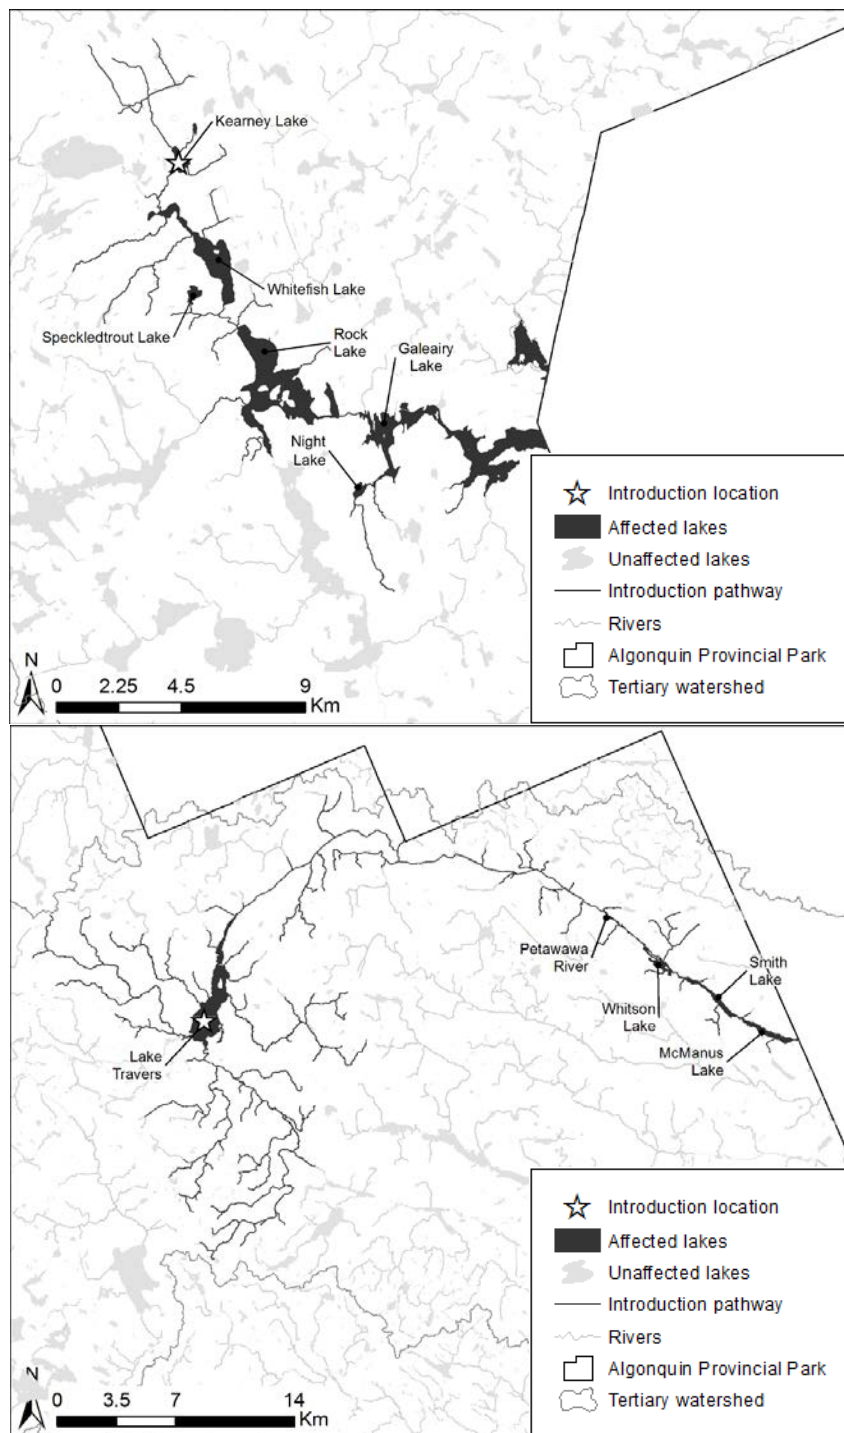 Kearney Lake
Whitefish Lake
Speckledtrout Lake
Rock
Lake
Galeairy
Lake
Night
Lake
Introduction location
Affected lakes
Unaffected lakes
Introduction pathway
Rivers
Algonquin Provincial Park
Tertiary watershed
N
0 2.25 4.5 9
Km
Petawawa
River
Smith
Lake
Whitson
Lake
McManus
Lake
Lake
Travers
Introduction location
Affected lakes
Unaffected lakes
Introduction pathway
Rivers
Algonquin Provincial Park
Tertiary watershed
N
0 3.5 7 14
Km